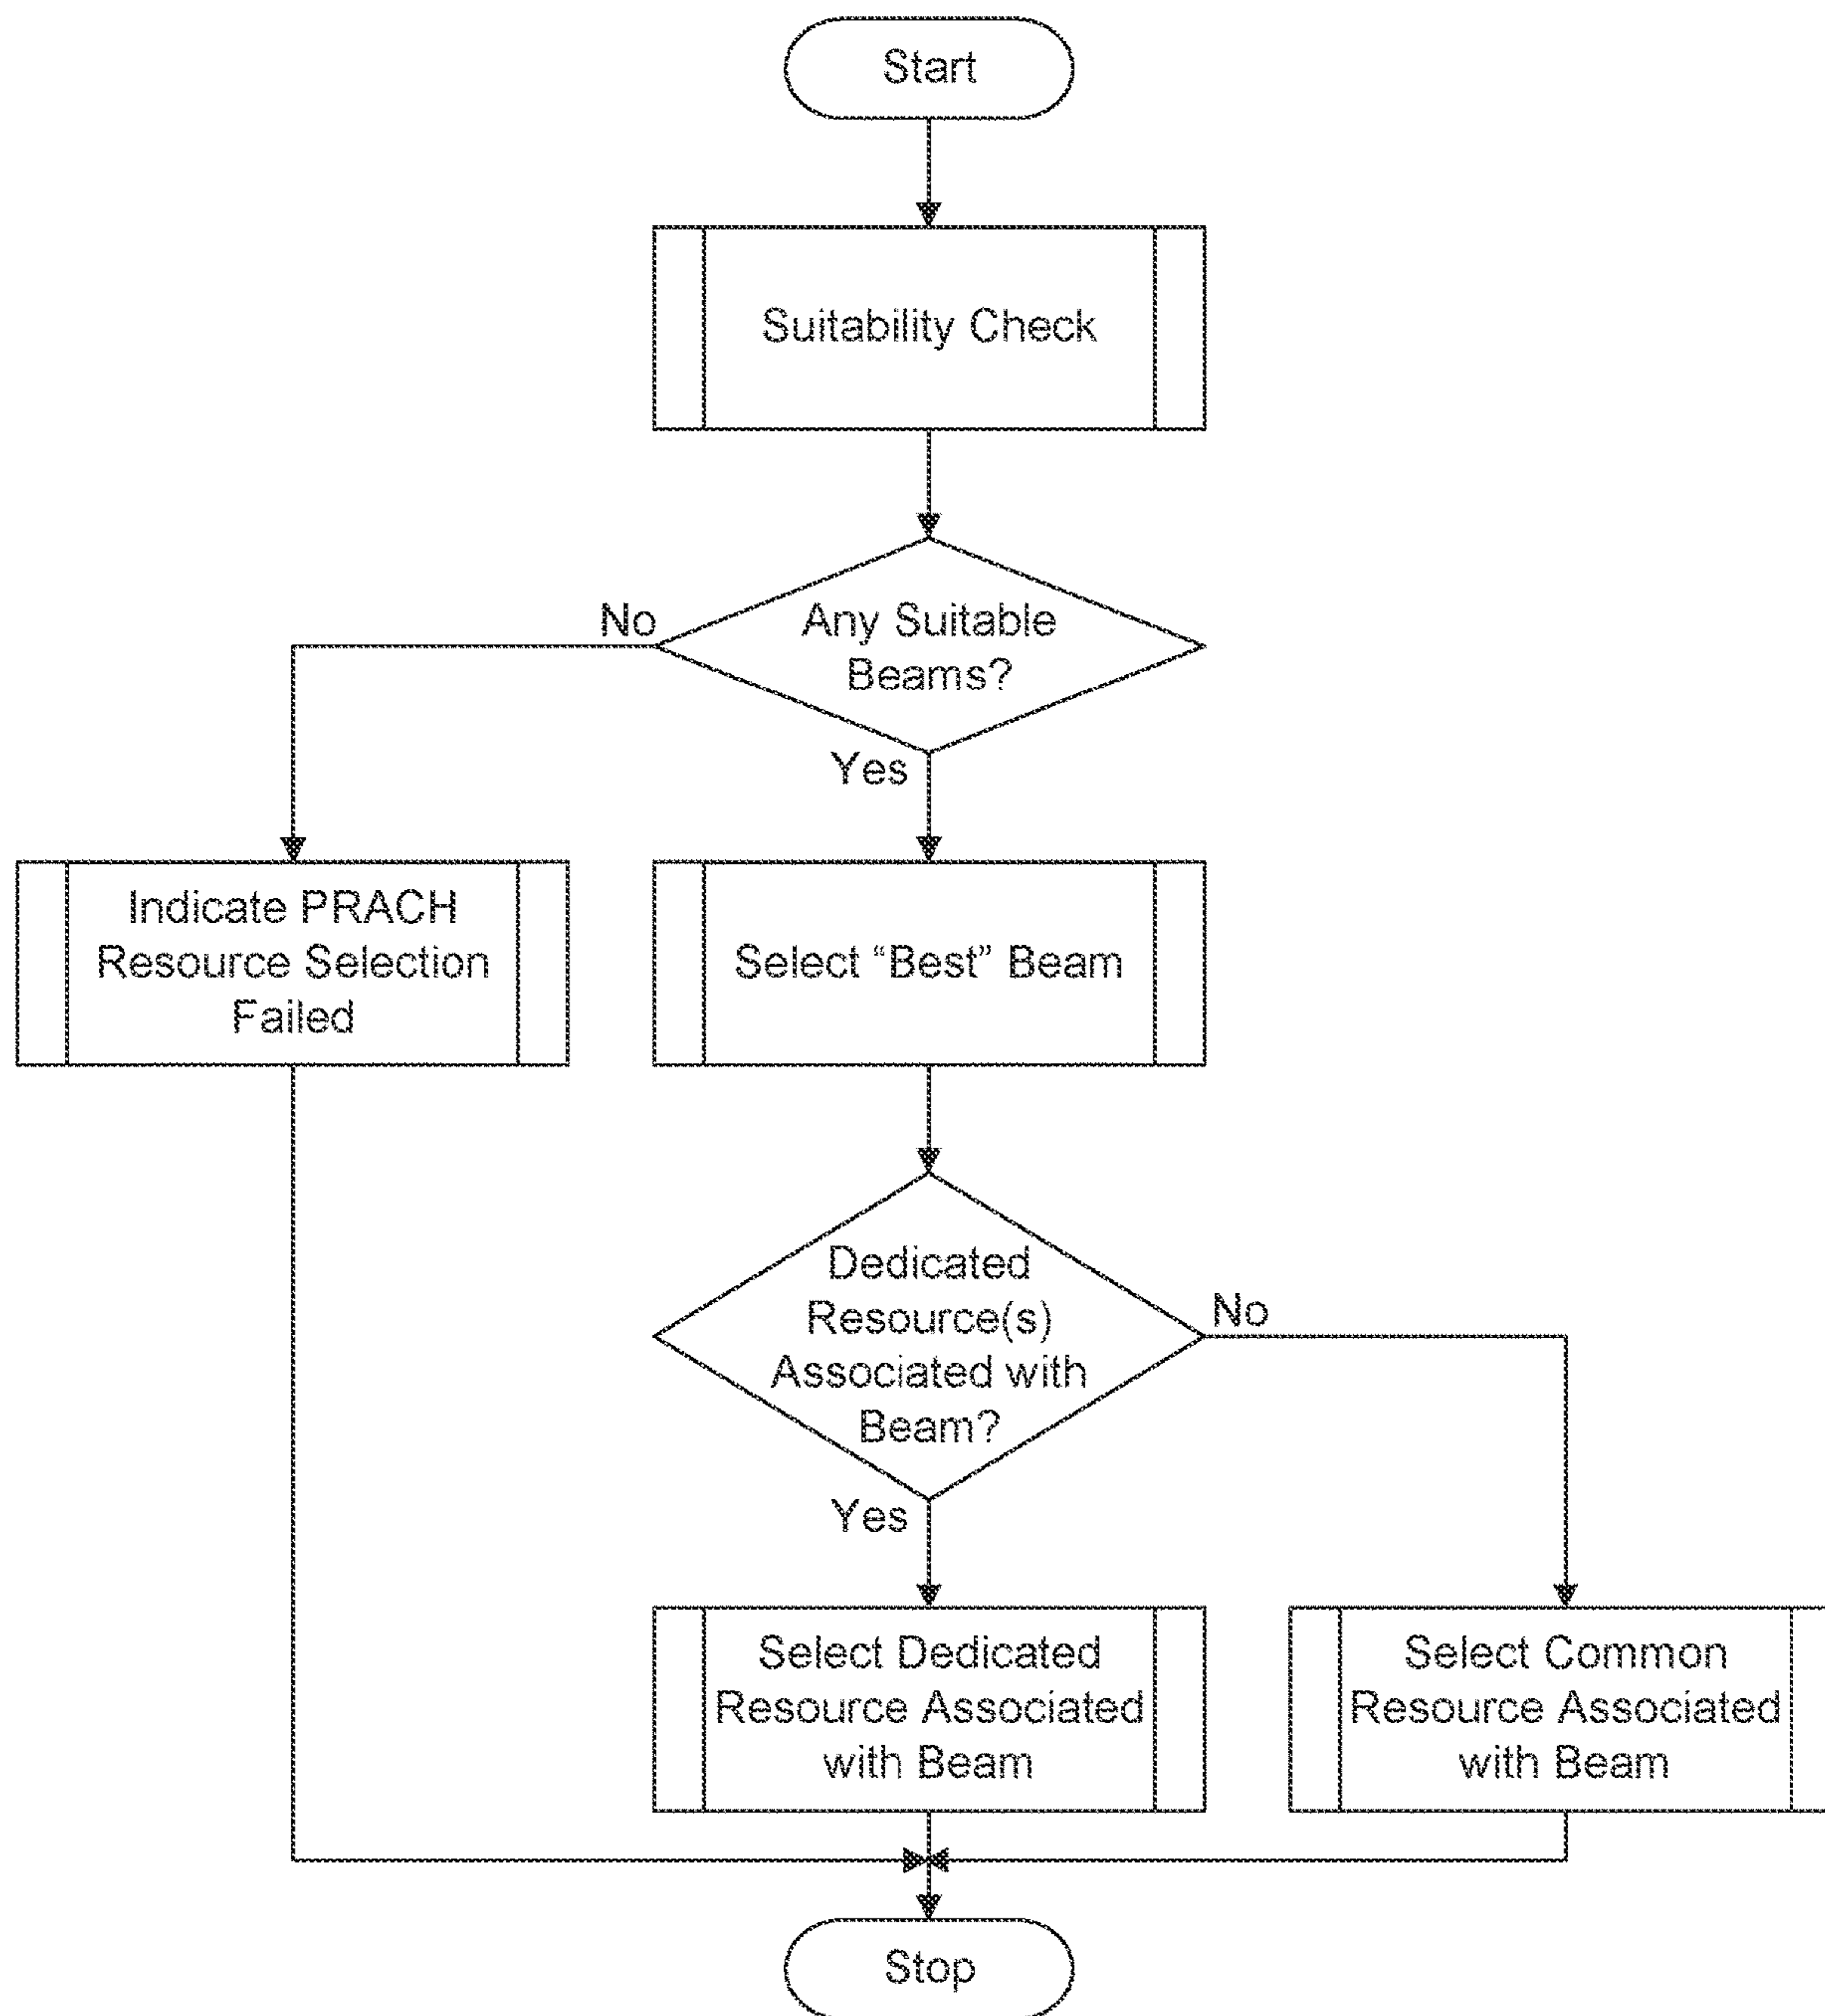 Start
Suitability Check
Any Suitable
Beams?
No
Yes
Indicate PRACH
Resource Selection
Failed
Select “Best” Beam
Dedicated
Resource(s)
Associated with
Beam?
No
Yes
Select Dedicated
Resource Associated
with Beam
Select Common
Resource Associated
with Beam
Stop